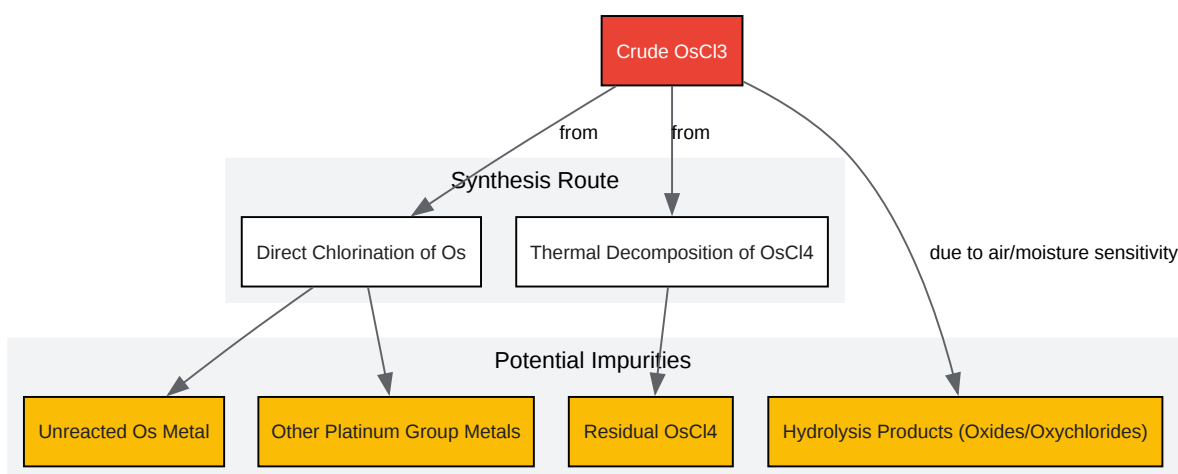 Crude OsCl3
from
from
Synthesis Route
Direct Chlorination of Os
Thermal Decomposition of OsCl4
due to air/moisture sensitivity
Potential Impurities
Unreacted Os Metal
Other Platinum Group Metals
Residual OsCl4
Hydrolysis Products (Oxides/Oxychlorides)